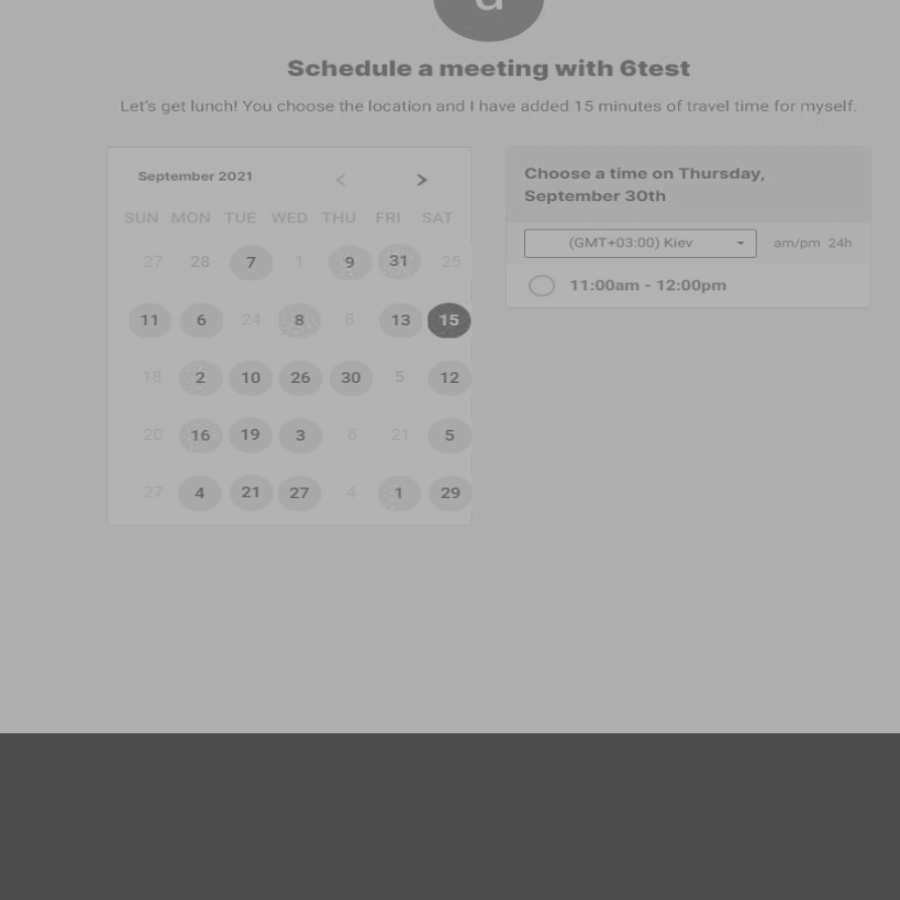 Schedule a meeting with 6test
Let's get lunch! You choose the location and I have added 15 minutes of travel time for myself.
September 2021 < >
SUN MON TUE WED THU FRI SAT
27 28 7 1 9 31 25
11 6 24 8 8 13 15
18 2 10 26 30 5 12
20 16 19 3 6 21 5
27 4 21 27 4 1 29
Choose a time on Thursday,
September 30th
(GMT+03:00) Kiev am/pm 24h
11:00am - 12:00pm